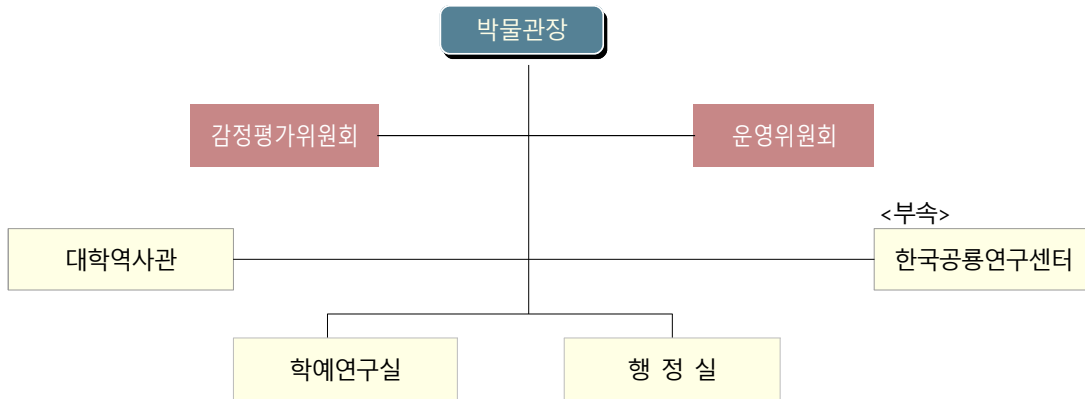 박물관장
감정평가위원회
운영위원회
<부속>
대학역사관
한국공룡연구센터
학예연구실
행 정 실